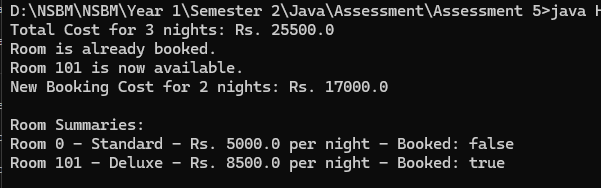 D:\NSBM\NSBM\Year 1\Semester 2\Java\Assessment\Assessment 5>java H
Total Cost for 3 nights: Rs. 25500.0
Room is already booked.
Room 101 is now available.
New Booking Cost for 2 nights: Rs. 17000.0
Room Summaries:
Room 0 - Standard - Rs. 5000.0 per night - Booked: false
Room 101 - Deluxe - Rs. 8500.0 per night - Booked: true